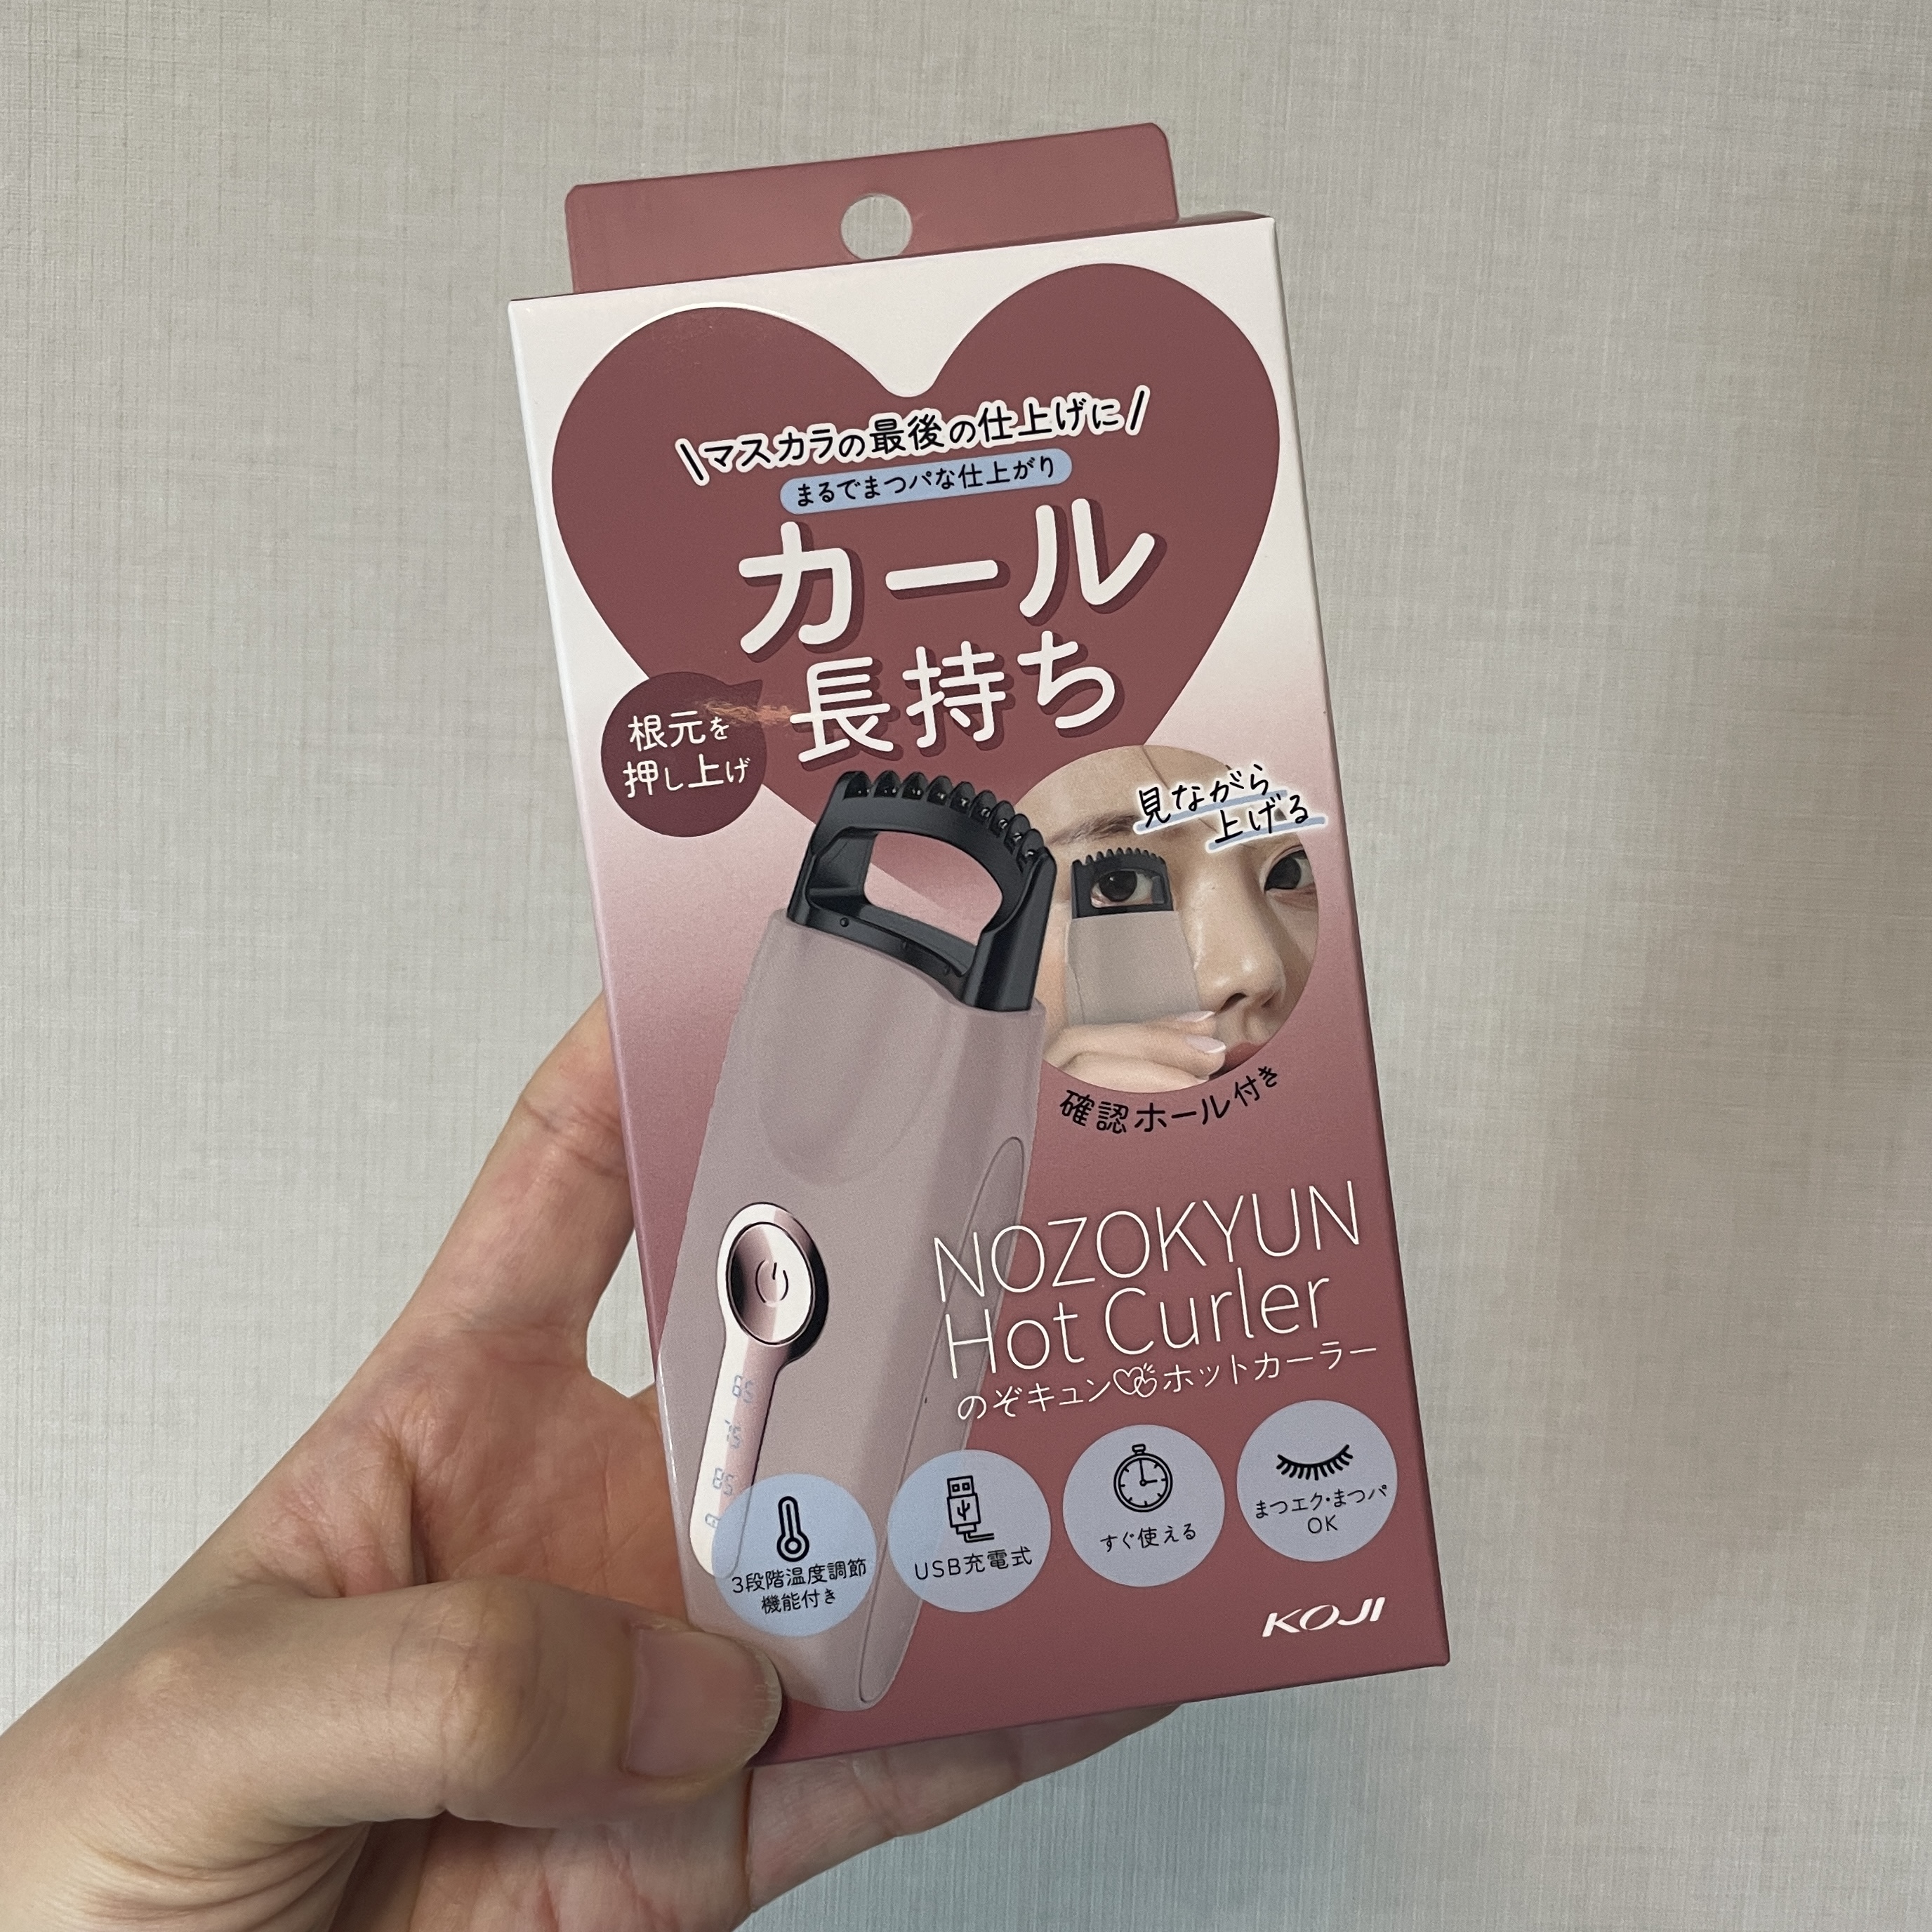 マスカラの最後の仕上げに
まるでまつパな仕上がり
カール
長持ち
根元を
押し上げ
見ながら
上げる
確認ホール付き
NOZOKYUN
Hot Curler
のぞキュン ホットカーラー
3段階温度調節
機能付き
USB充電式
すぐ使える
まつエク・まつパ
OK
KOJI